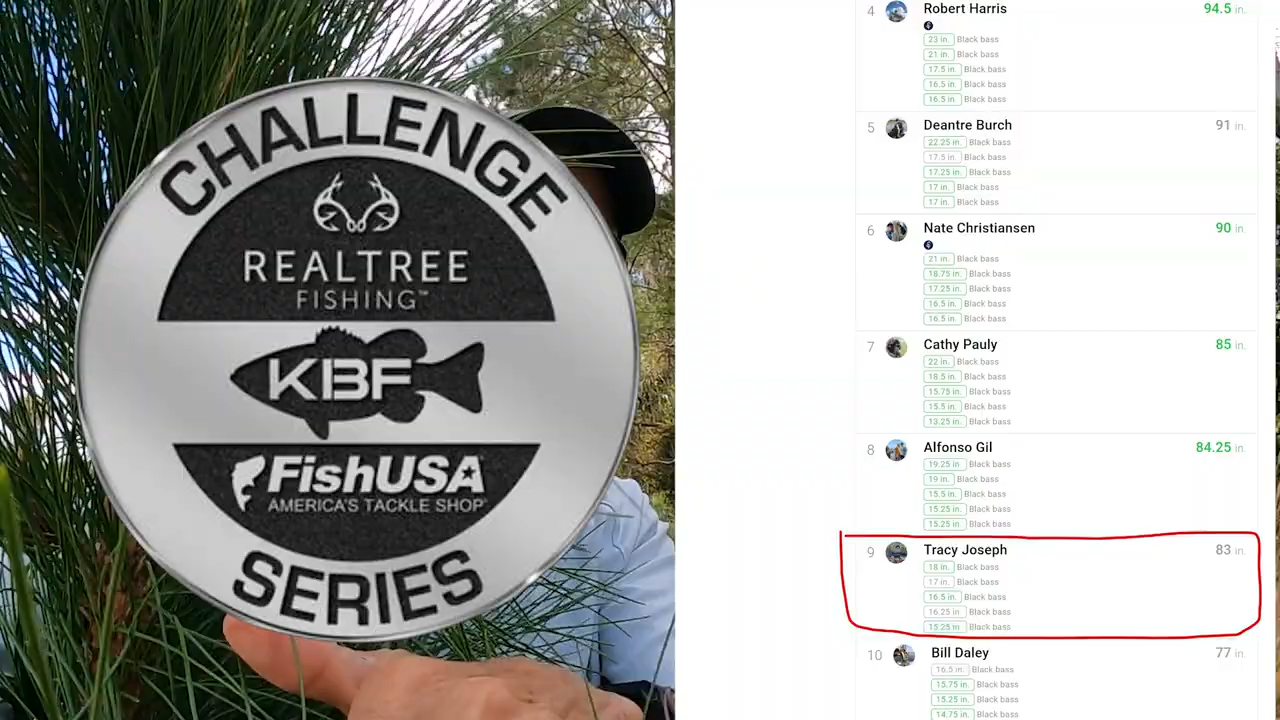 CHALLENGE
REALTREE
FISHING™
KBF
FishUSA
AMERICA'S TACKLE SHOP
SERIES
4 Robert Harris 94.5 in.
23 in. Black bass
21 in. Black bass
17.5 in. Black bass
16.5 in. Black bass
16.5 in. Black bass
5 Deantre Burch 91 in.
22.25 in. Black bass
17.5 in. Black bass
17.25 in. Black bass
17 in. Black bass
17 in. Black bass
6 Nate Christiansen 90 in.
21 in. Black bass
18.75 in. Black bass
17.25 in. Black bass
16.5 in. Black bass
16.5 in. Black bass
7 Cathy Pauly 85 in.
22 in. Black bass
18.5 in. Black bass
15.75 in. Black bass
15.5 in. Black bass
13.25 in. Black bass
8 Alfonso Gil 84.25 in.
19.25 in. Black bass
19 in. Black bass
15.5 in. Black bass
15.25 in. Black bass
15.25 in. Black bass
9 Tracy Joseph 83 in.
18 in. Black bass
17 in. Black bass
16.5 in. Black bass
16.25 in. Black bass
15.25 in. Black bass
10 Bill Daley 77 in.
16.5 in. Black bass
15.75 in. Black bass
15.25 in. Black bass
14.75 in. Black bass